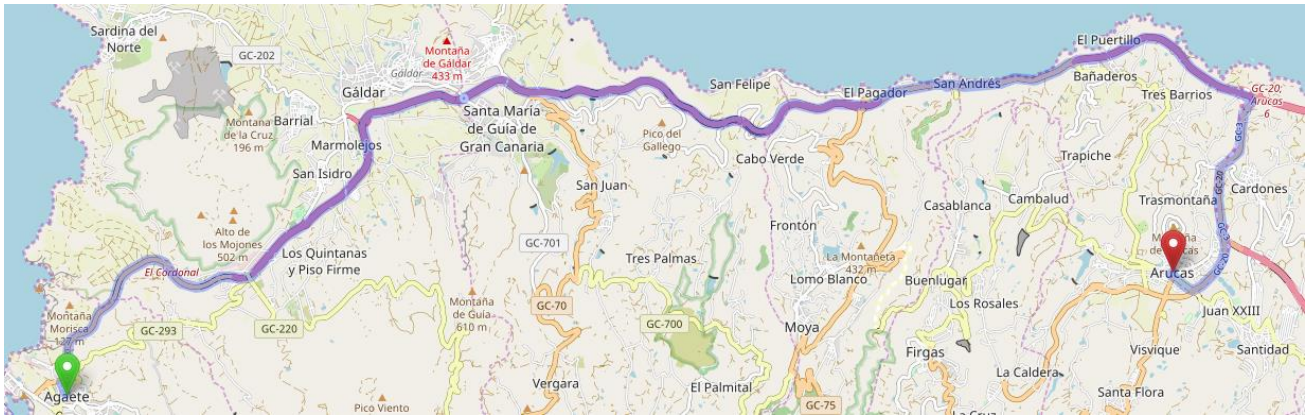 Sardina del
Norte
GC-202
Montaña
de Gáldar
433 m
Gáldar
Gáldar
Montaña
de la Cruz
196 m
Barrial
Marmolejos
San Isidro
Santa María
de Guía de
Gran Canaria
San Felipe
Pico del
Gallego
Cabo Verde
El Pagador
San Andrés
El Puertillo
Bañaderos
Tres Barrios
GC-20,
Arucas
6
GC-3
Trapiche
GC-20
Cardones
Trasmontaña
Cambalud
Casablanca
San Juan
Alto de
los Mojones
502 m
Los Quintanas
y Piso Firme
El Cardonal
GC-701
Tres Palmas
Frontón
La Montañeta
432 m
Lomo Blanco
Buenlugar
Los Rosales
Arucas
GC-20
Juan XXIII
Montaña
Morisca
127 m
GC-293
GC-220
Montaña
de Guía
610 m
GC-70
GC-700
Moya
Firgas
Visvique
Santidad
La Caldera
Santa Flora
Agaete
Pico Viento
Vergara
El Palmital
GC-75
La Cruz